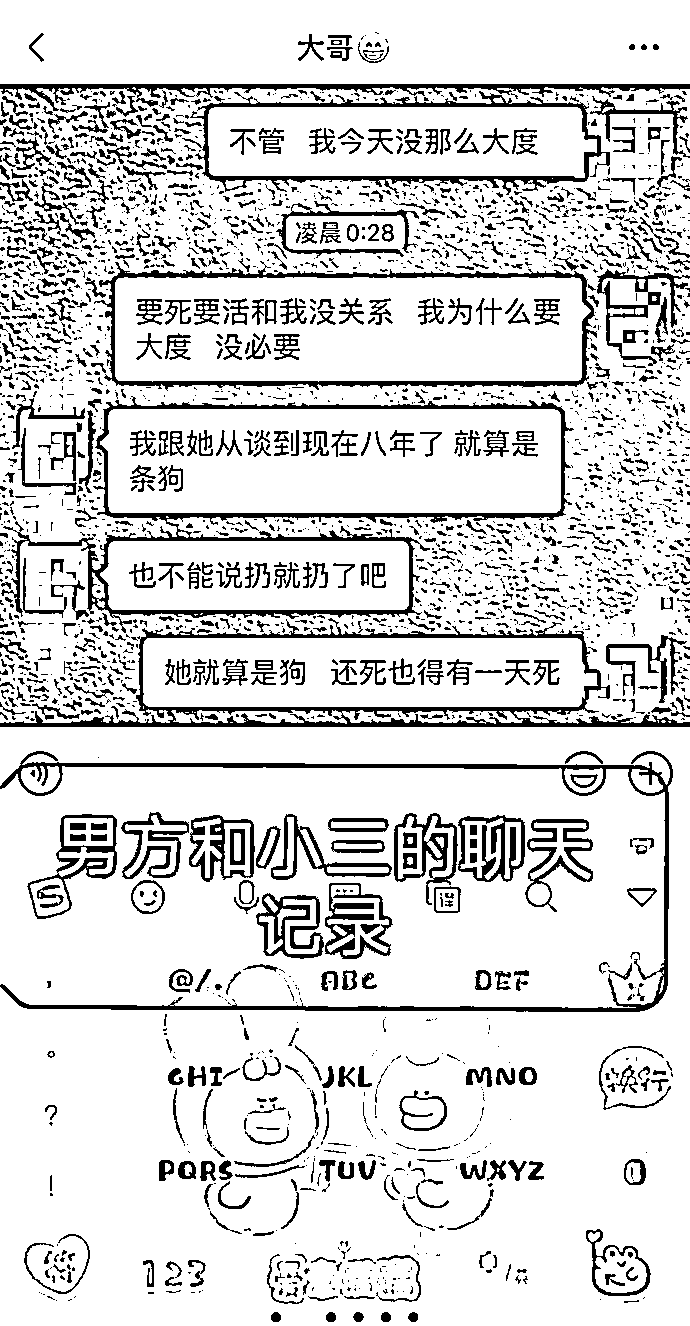 大哥😁
不管 我今天没那么大度
凌晨0:28
要死要活和我没关系 我为什么要
大度 没必要
我跟她从谈到现在八年了 就算是
条狗
也不能说扔就扔了吧
她就算是狗 还死也得有一天死
男方和小三的聊天
记录
S
译
, @/. ABC DEF
。 GHI JKL MNO 换行
? PQRS TUV WXYZ 0
!
符 123